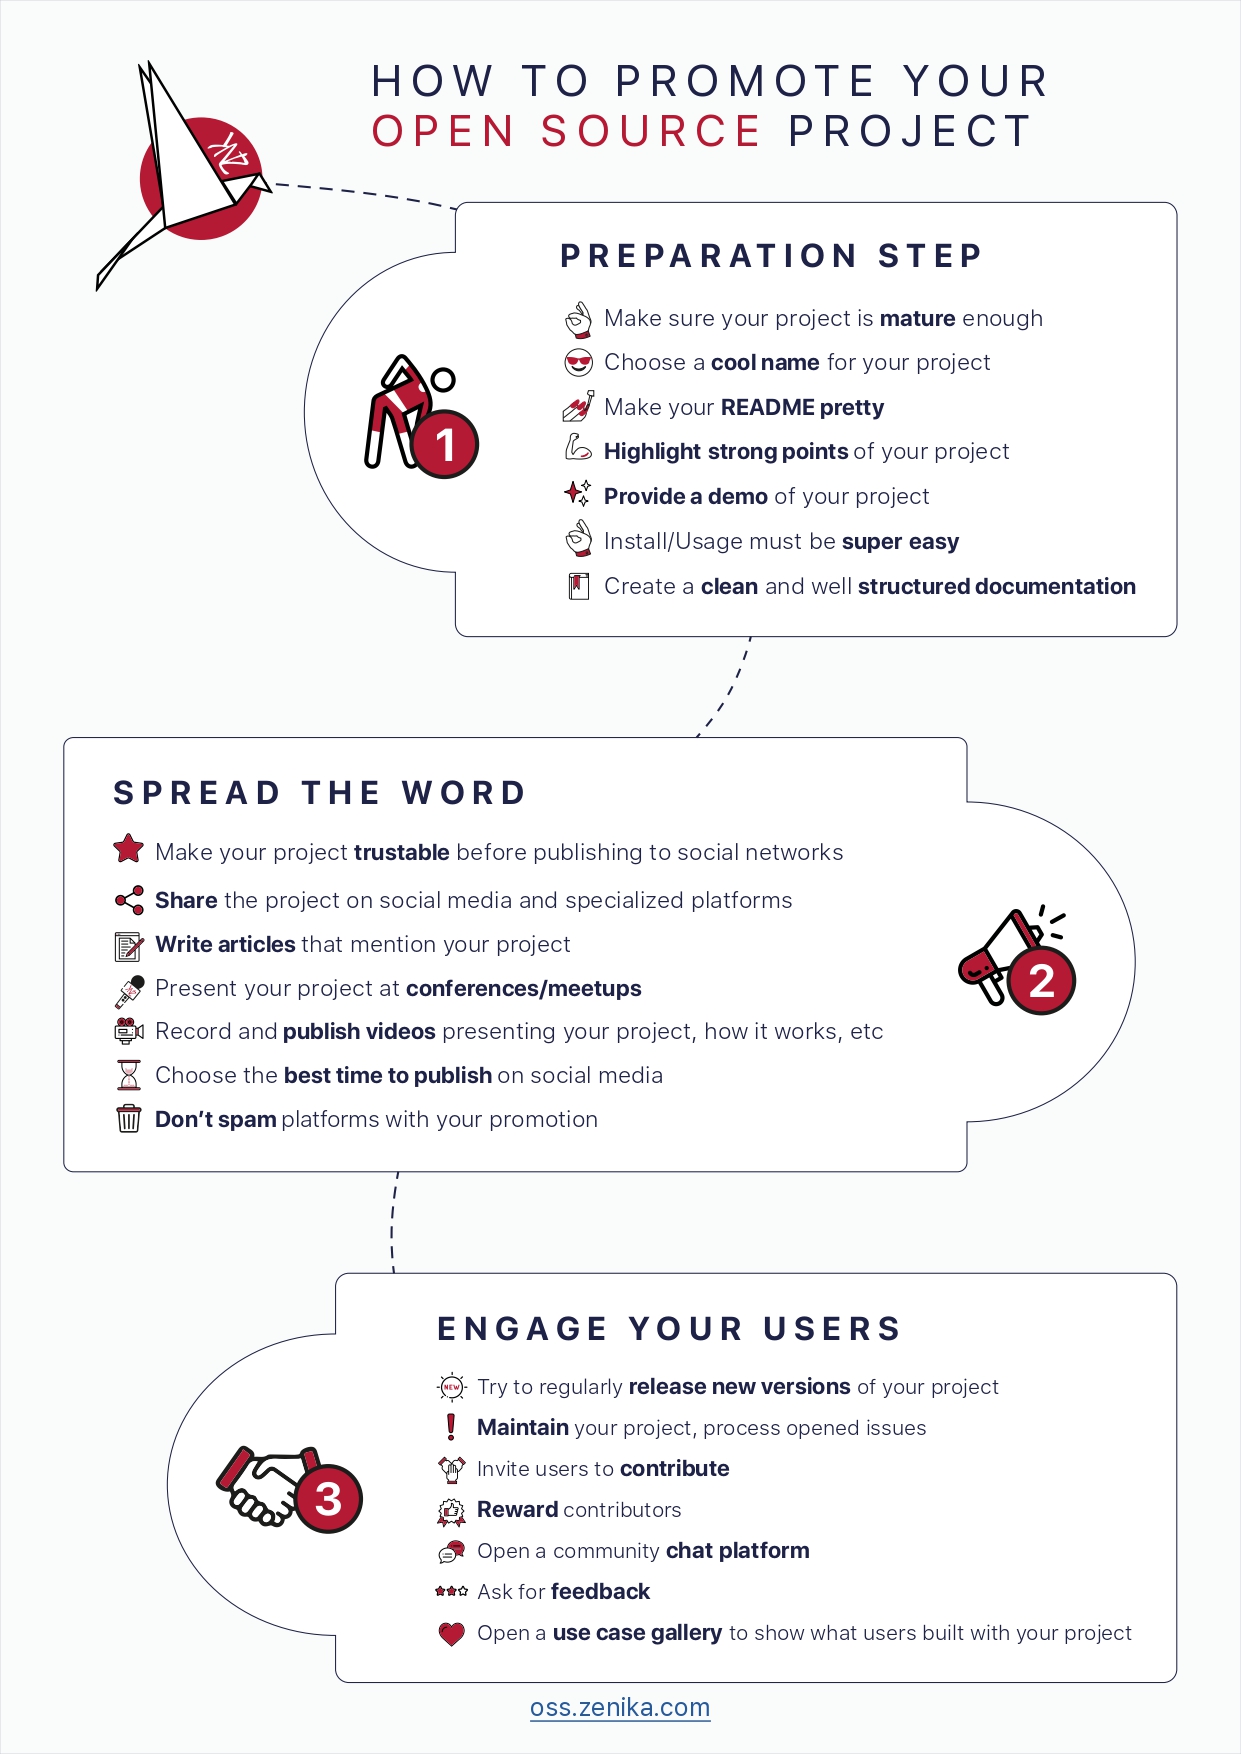 HOW TO PROMOTE YOUR
OPEN SOURCE PROJECT
PREPARATION STEP
Make sure your project is mature enough
Choose a cool name for your project
Make your README pretty
Highlight strong points of your project
Provide a demo of your project
Install/Usage must be super easy
Create a clean and well structured documentation
1
SPREAD THE WORD
Make your project trustable before publishing to social networks
Share the project on social media and specialized platforms
Write articles that mention your project
Present your project at conferences/meetups
Record and publish videos presenting your project, how it works, etc
Choose the best time to publish on social media
Don't spam platforms with your promotion
2
ENGAGE YOUR USERS
NEW
Try to regularly release new versions of your project
Maintain your project, process opened issues
Invite users to contribute
Reward contributors
Open a community chat platform
Ask for feedback
Open a use case gallery to show what users built with your project
3
oss.zenika.com